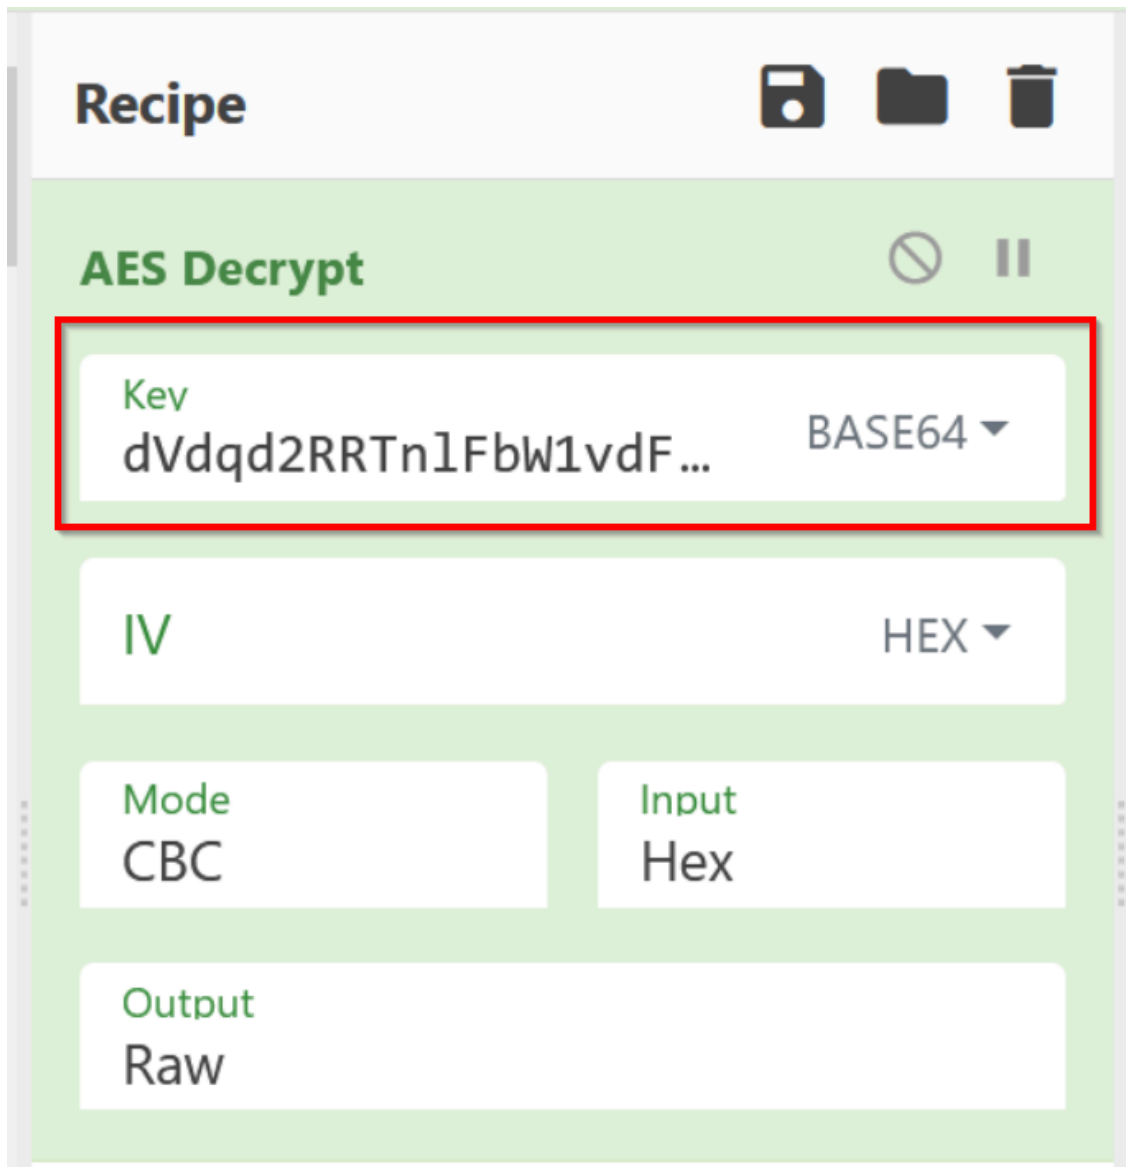 Recipe
AES Decrypt
Key
dVdqd2RRTnlFbW1vdF…
BASE64
IV
HEX
Mode
CBC
Input
Hex
Output
Raw